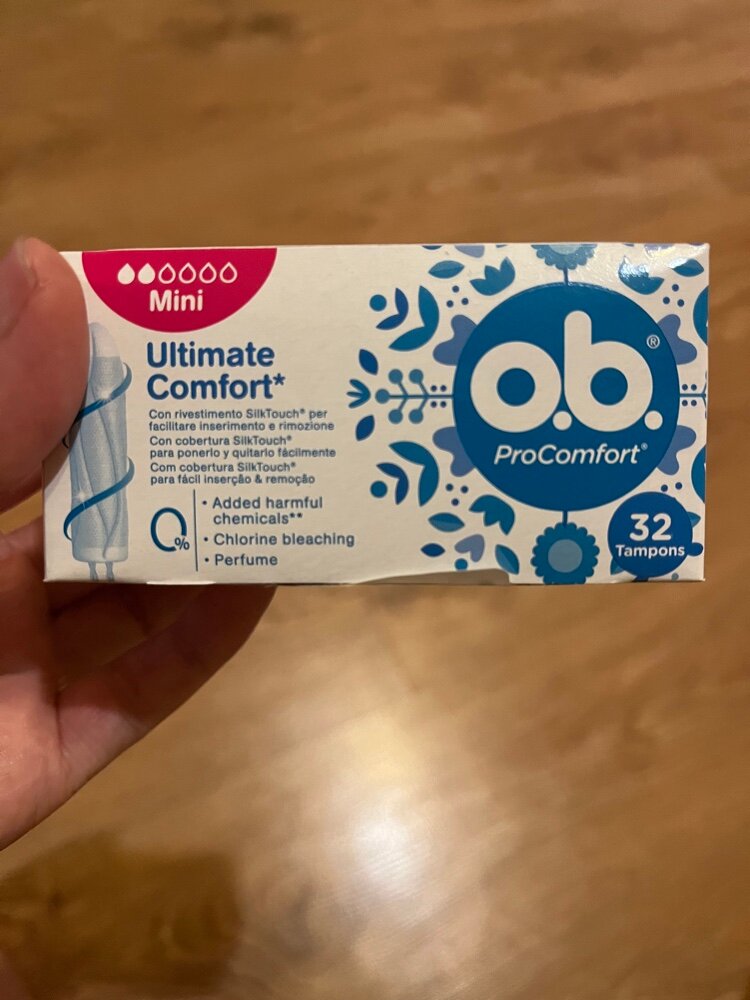 Mini
Ultimate
Comfort*
Con rivestimento SilkTouch® per
facilitare inserimento e rimozione
Con cobertura SilkTouch®
para ponerlo y quitarlo fácilmente
Com cobertura SilkTouch®
para fácil inserção & remoção
0%
• Added harmful
chemicals**
• Chlorine bleaching
• Perfume
o.b.®
ProComfort®
32
Tampons